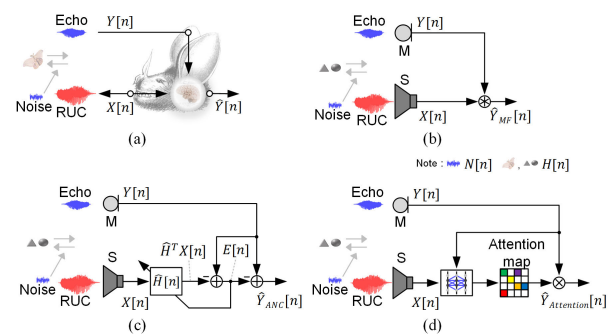 Echo
Y[n]
Noise
RUC
X[n]
Ŷ[n]
(a)
Echo
Y[n]
M
S
Noise
RUC
X[n]
Ŷ_MF[n]
(b)
Note : N[n] , H[n]
Echo
Y[n]
M
S
Ĥ^T X[n]
E[n]
Ĥ[n]
Noise
RUC
X[n]
Ŷ_ANC[n]
(c)
Echo
Y[n]
M
Attention
map
S
Noise
RUC
X[n]
Ŷ_Attention[n]
(d)